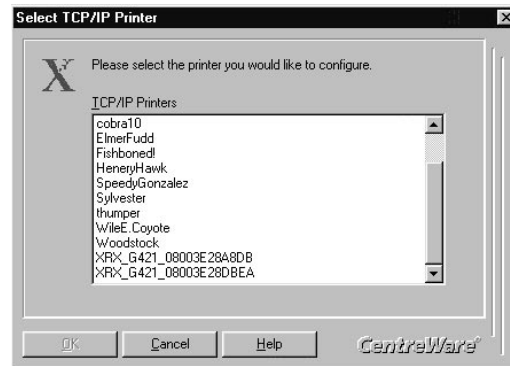 Select TCP/IP Printer
X
Please select the printer you would like to configure.
TCP/IP Printers
cobra10
ElmerFudd
Fishboned!
HeneryHawk
SpeedyGonzalez
Sylvester
thumper
WileE.Coyote
Woodstock
XRX_G421_08003E28A8DB
XRX_G421_08003E28DBEA
OK
Cancel
Help
CentreWare